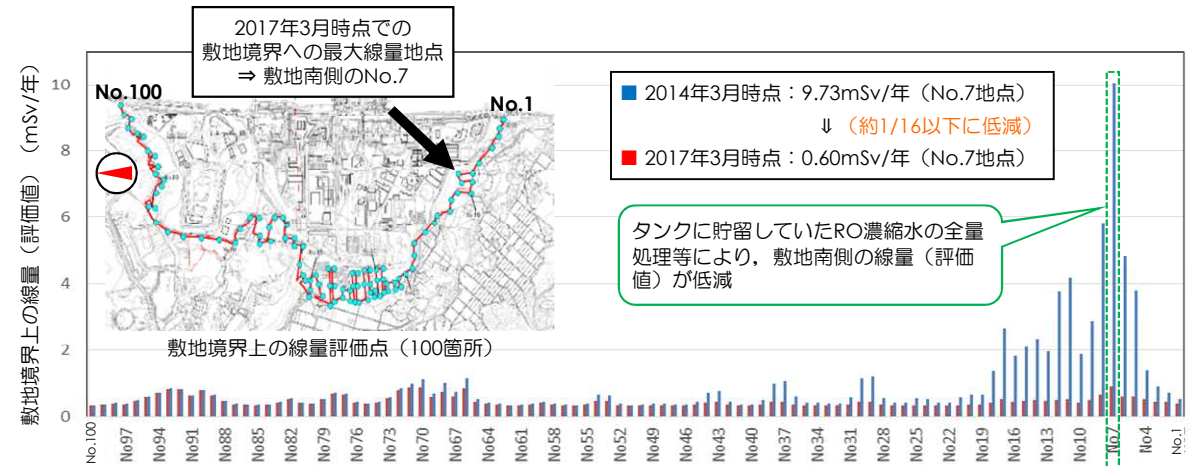 2017年3月時点での
敷地境界への最大線量地点
⇒ 敷地南側のNo.7
No.100
No.1
敷地境界上の線量評価点（100箇所）
■ 2014年3月時点：9.73mSv/年（No.7地点）
⇓ （約1/16以下に低減）
■ 2017年3月時点：0.60mSv/年（No.7地点）
タンクに貯留していたRO濃縮水の全量
処理等により，敷地南側の線量（評価
値）が低減
敷地境界上の線量（評価値）（mSv/年）
10
8
6
4
2
0
No.100
No97
No94
No91
No88
No85
No82
No79
No76
No73
No70
No67
No64
No61
No58
No55
No52
No49
No46
No43
No40
No37
No34
No31
No28
No25
No22
No19
No16
No13
No10
No7
No4
No.1